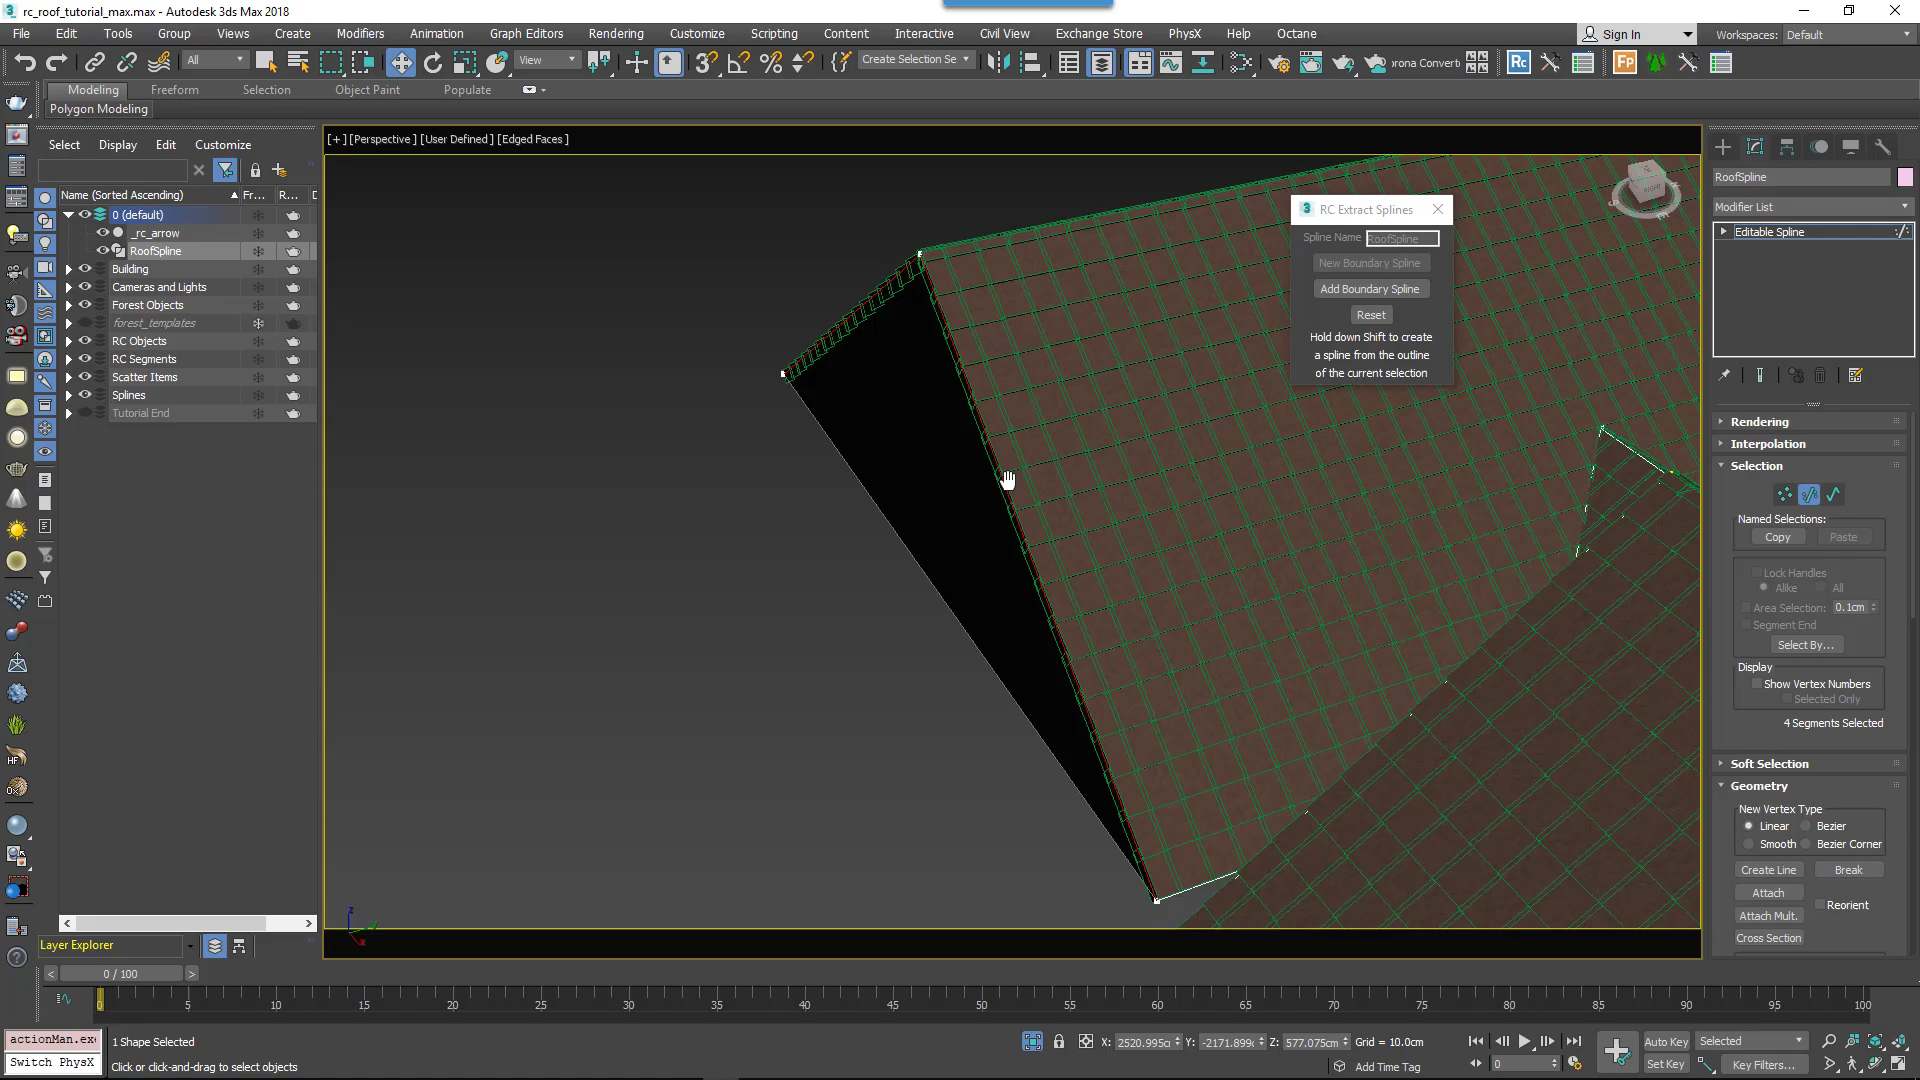 rc_roof_tutorial_max.max - Autodesk 3ds Max 2018
File Edit Tools Group Views Create Modifiers Animation Graph Editors Rendering Customize Scripting Content Interactive Civil View Exchange Store PhysX Help Octane
Sign In
Workspaces: Default
All
View
Create Selection Se
orona Convert
Rc
FP
Modeling Freeform Selection Object Paint Populate
Polygon Modeling
Select Display Edit Customize
Name (Sorted Ascending) Fr... R...
0 (default)
_rc_arrow
RoofSpline
Building
Cameras and Lights
Forest Objects
forest_templates
RC Objects
RC Segments
Scatter Items
Splines
Tutorial End
Layer Explorer
[+] [Perspective] [User Defined] [Edged Faces]
RIGHT
RC Extract Splines
Spline Name RoofSpline
New Boundary Spline
Add Boundary Spline
Reset
Hold down Shift to create
a spline from the outline
of the current selection
z
x
RoofSpline
Modifier List
Editable Spline
Rendering
Interpolation
Selection
Named Selections:
Copy Paste
Lock Handles
Alike All
Area Selection: 0.1cm
Segment End
Select By...
Display
Show Vertex Numbers
Selected Only
4 Segments Selected
Soft Selection
Geometry
New Vertex Type
Linear Bezier
Smooth Bezier Corner
Create Line Break
Attach
Reorient
Attach Mult.
Cross Section
0 / 100
0 5 10 15 20 25 30 35 40 45 50 55 60 65 70 75 80 85 90 95 100
actionMan.exe
Switch PhysX
1 Shape Selected
Click or click-and-drag to select objects
X: 2520.995c Y: -2171.899c Z: 577.075cm Grid = 10.0cm
Add Time Tag
0
Auto Key Selected
Set Key Key Filters...